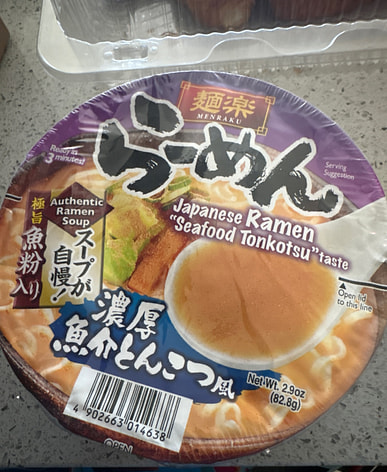 麺楽
MENRAKU
らーめん
Ready in
3 minutes!
Serving
Suggestion
Japanese Ramen
"Seafood Tonkotsu" taste
Authentic
Ramen
Soup
スープが
自慢!
極旨
魚粉
入り
Open lid
to this line
濃厚
魚介とんこつ風
Net Wt. 2.9oz
(82.8g)
4 902663 014638
OPEN